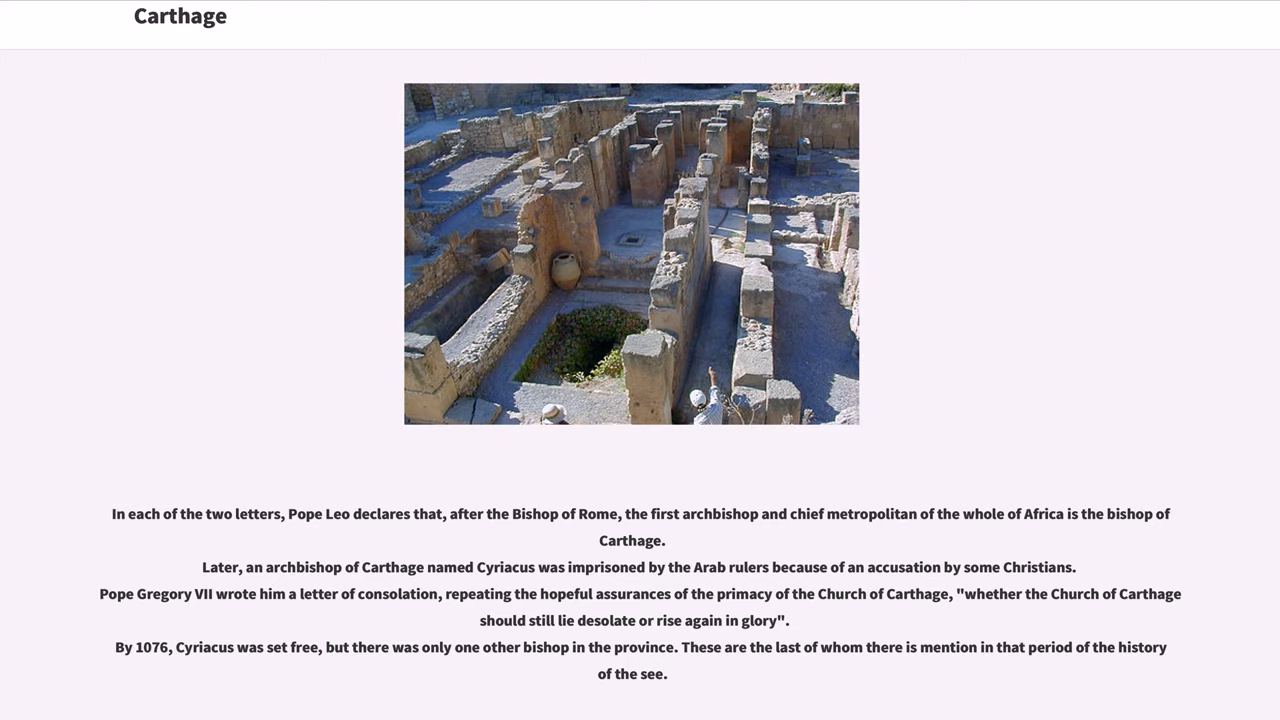 Carthage
In each of the two letters, Pope Leo declares that, after the Bishop of Rome, the first archbishop and chief metropolitan of the whole of Africa is the bishop of
Carthage.
Later, an archbishop of Carthage named Cyriacus was imprisoned by the Arab rulers because of an accusation by some Christians.
Pope Gregory VII wrote him a letter of consolation, repeating the hopeful assurances of the primacy of the Church of Carthage, "whether the Church of Carthage
should still lie desolate or rise again in glory".
By 1076, Cyriacus was set free, but there was only one other bishop in the province. These are the last of whom there is mention in that period of the history
of the see.